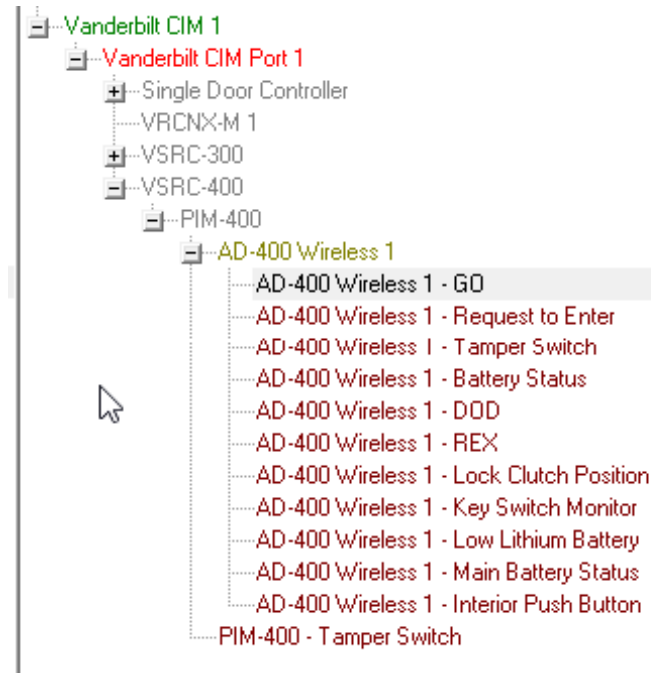 Vanderbilt CIM 1
Vanderbilt CIM Port 1
Single Door Controller
VRCNX-M 1
VSRC-300
VSRC-400
PIM-400
AD-400 Wireless 1
AD-400 Wireless 1 - GO
AD-400 Wireless 1 - Request to Enter
AD-400 Wireless I - Tamper Switch
AD-400 Wireless 1 - Battery Status
AD-400 Wireless 1 - DOD
AD-400 Wireless 1 - REX
AD-400 Wireless 1 - Lock Clutch Position
AD-400 Wireless 1 - Key Switch Monitor
AD-400 Wireless 1 - Low Lithium Battery
AD-400 Wireless 1 - Main Battery Status
AD-400 Wireless 1 - Interior Push Button
PIM-400 - Tamper Switch